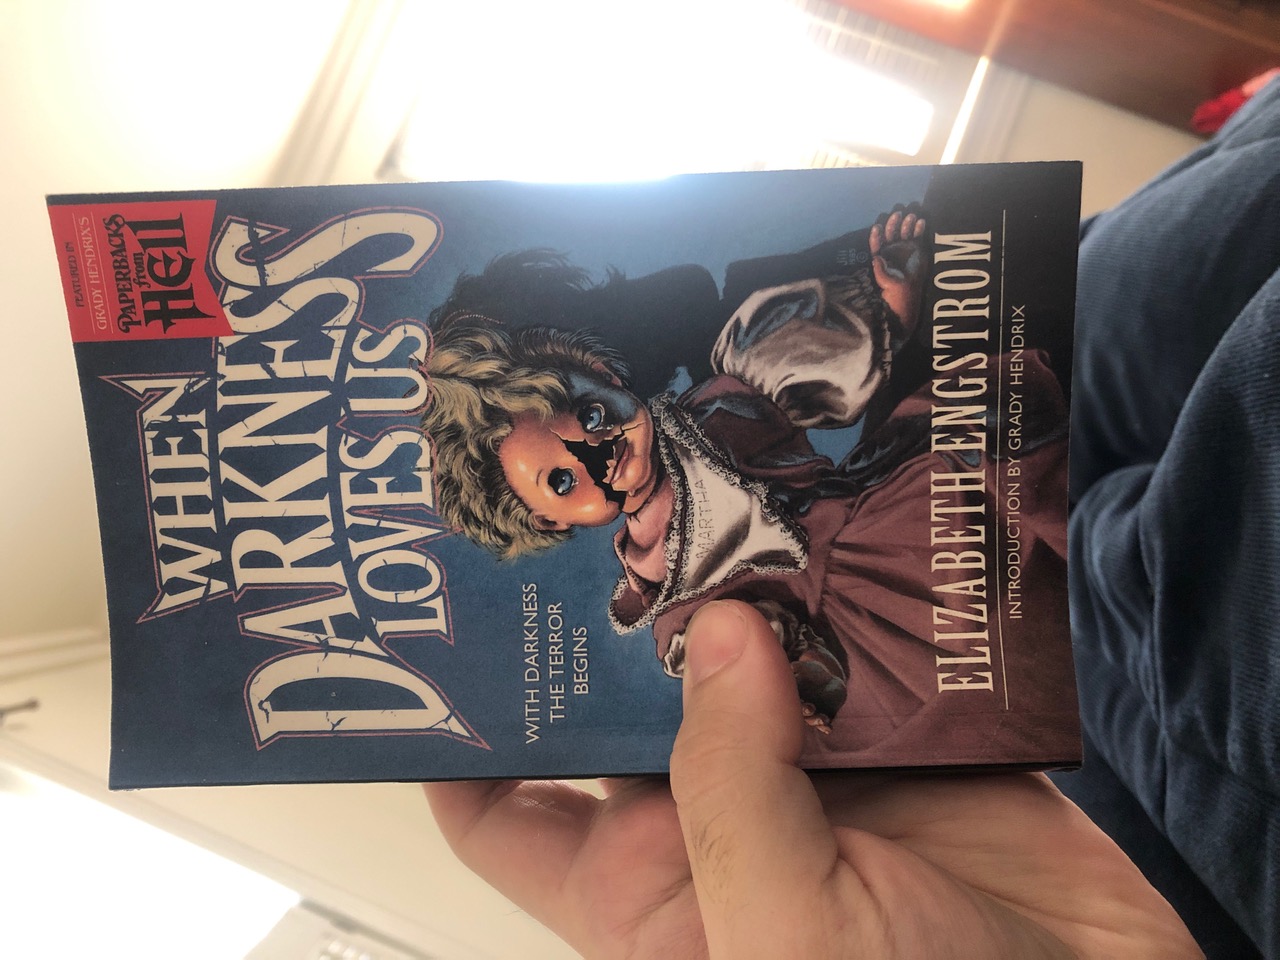 FEATURED IN
GRADY HENDRIX'S
PAPERBACKS
from
HELL
WHEN
DARKNESS
LOVES US
WITH DARKNESS
THE TERROR
BEGINS
MARTHA
ELIZABETH ENGSTROM
INTRODUCTION BY GRADY HENDRIX